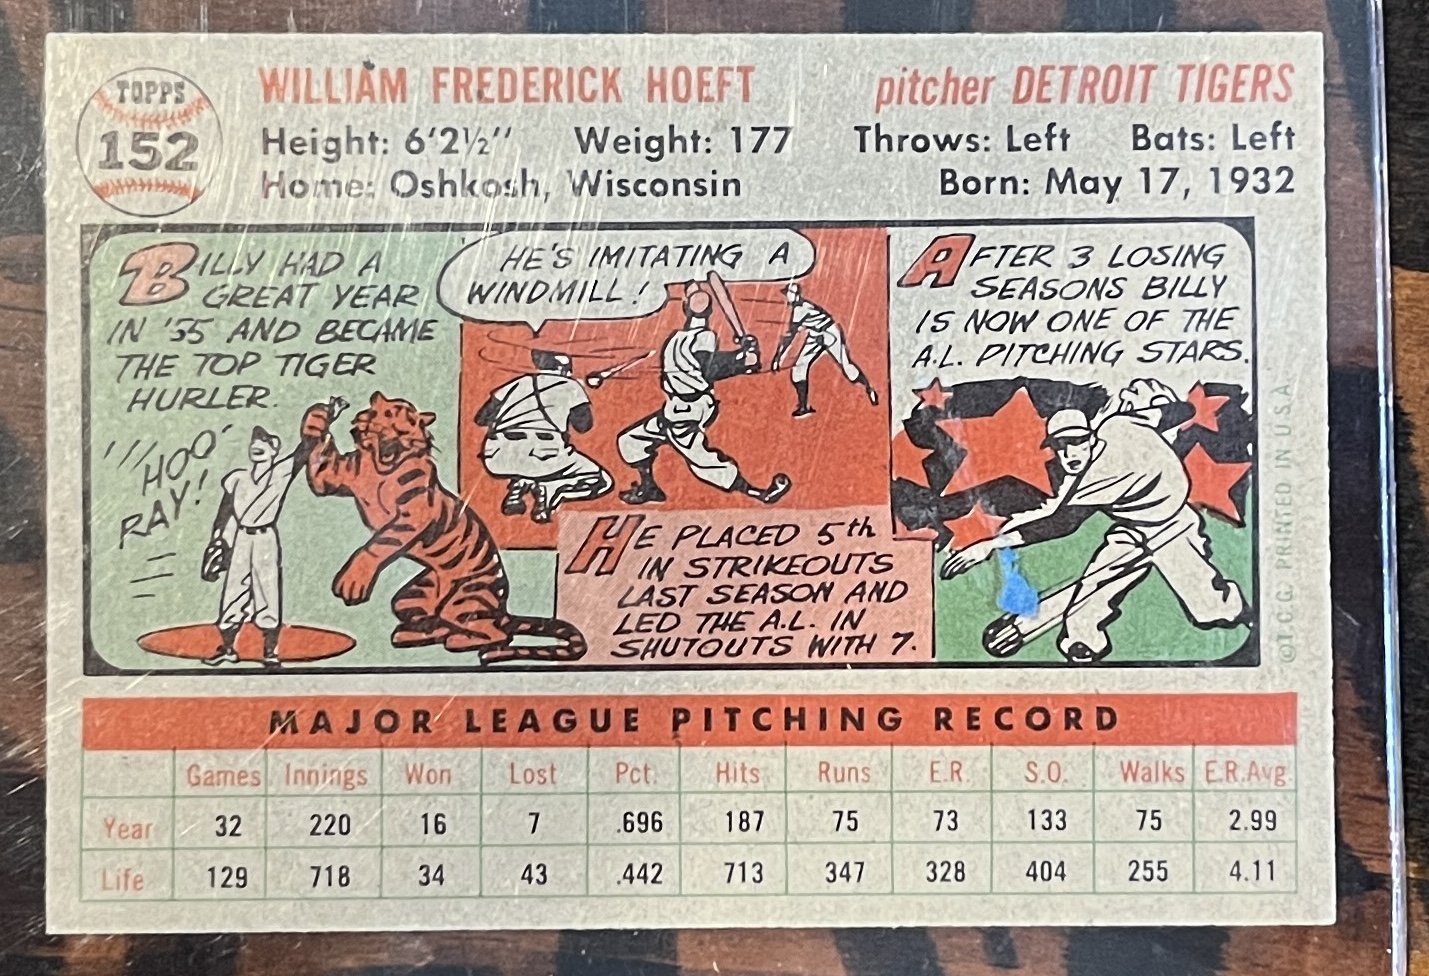 TOPPS
152
WILLIAM FREDERICK HOEFT
pitcher DETROIT TIGERS
Height: 6'2½" Weight: 177 Throws: Left Bats: Left
Home: Oshkosh, Wisconsin Born: May 17, 1932
BILLY HAD A
GREAT YEAR
IN '55 AND BECAME
THE TOP TIGER
HURLER.
HOO
RAY!
HE'S IMITATING A
WINDMILL!
HE PLACED 5th
IN STRIKEOUTS
LAST SEASON AND
LED THE A.L. IN
SHUTOUTS WITH 7.
AFTER 3 LOSING
SEASONS BILLY
IS NOW ONE OF THE
A.L. PITCHING STARS.
©T.C.G. PRINTED IN U.S.A.
MAJOR LEAGUE PITCHING RECORD
Games Innings Won Lost Pct. Hits Runs E.R. S.O. Walks E.R.Avg.
Year 32 220 16 7 .696 187 75 73 133 75 2.99
Life 129 718 34 43 .442 713 347 328 404 255 4.11